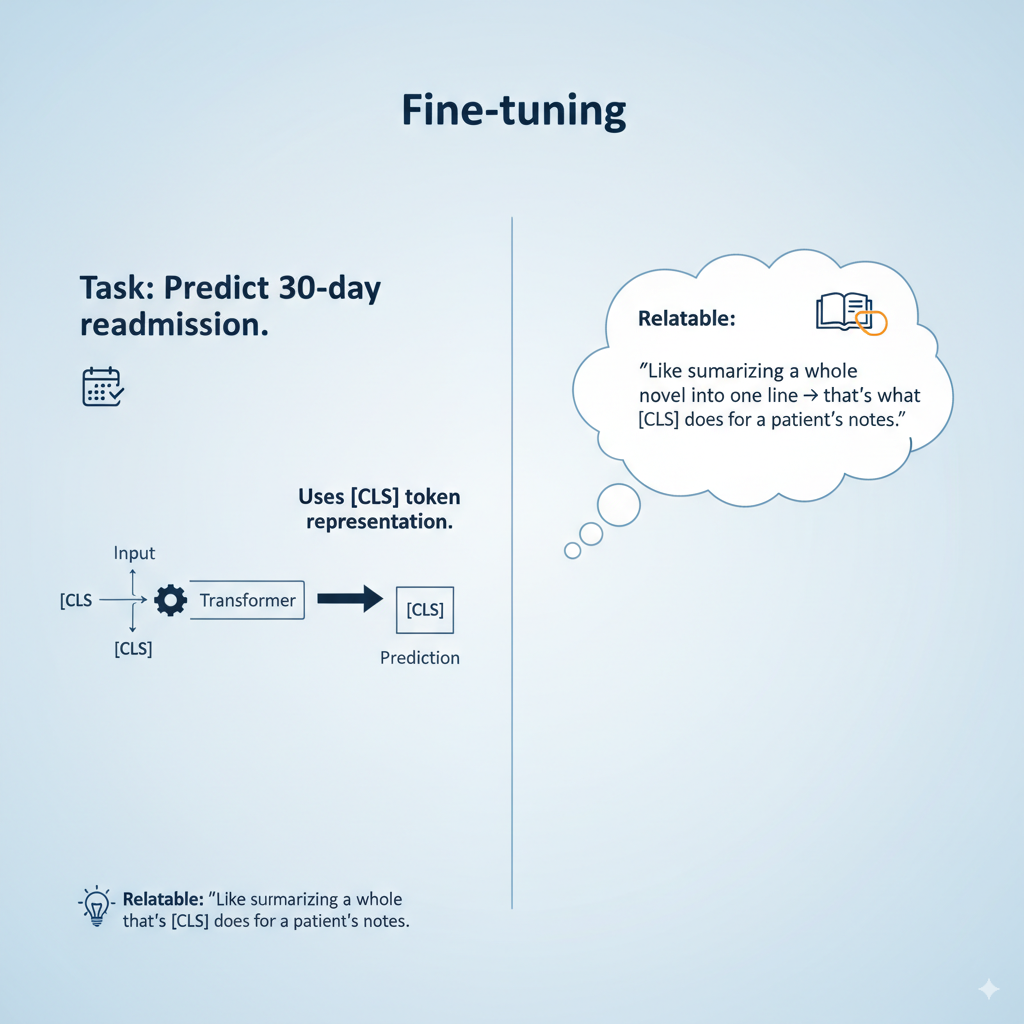 Fine-tuning
Task: Predict 30-day
readmission.
Uses [CLS] token
representation.
Input
[CLS
Transformer
[CLS]
[CLS]
Prediction
Relatable:
"Like sumarizing a whole
novel into one line → that's what
[CLS] does for a patient's notes."
Relatable: "Like surmarizing a whole
that's [CLS] does for a patient's notes.